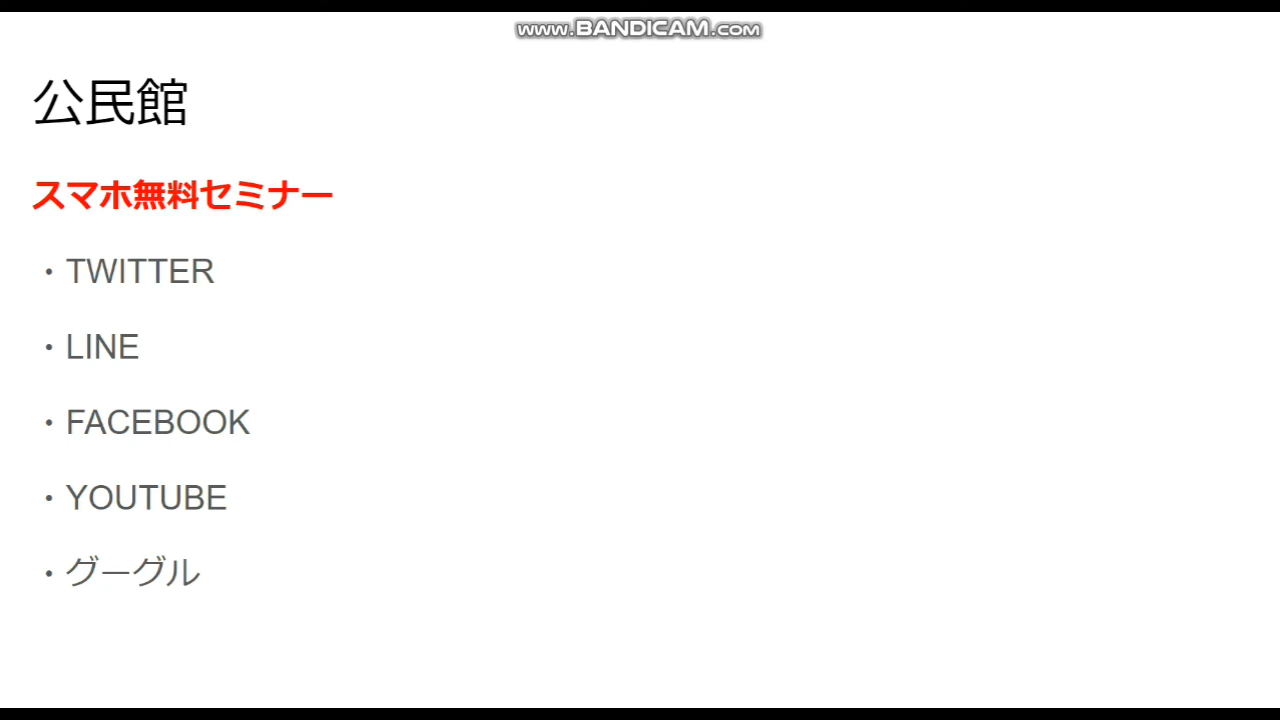 www.BANDICAM.com
公民館
スマホ無料セミナー
・TWITTER
・LINE
・FACEBOOK
・YOUTUBE
・グーグル